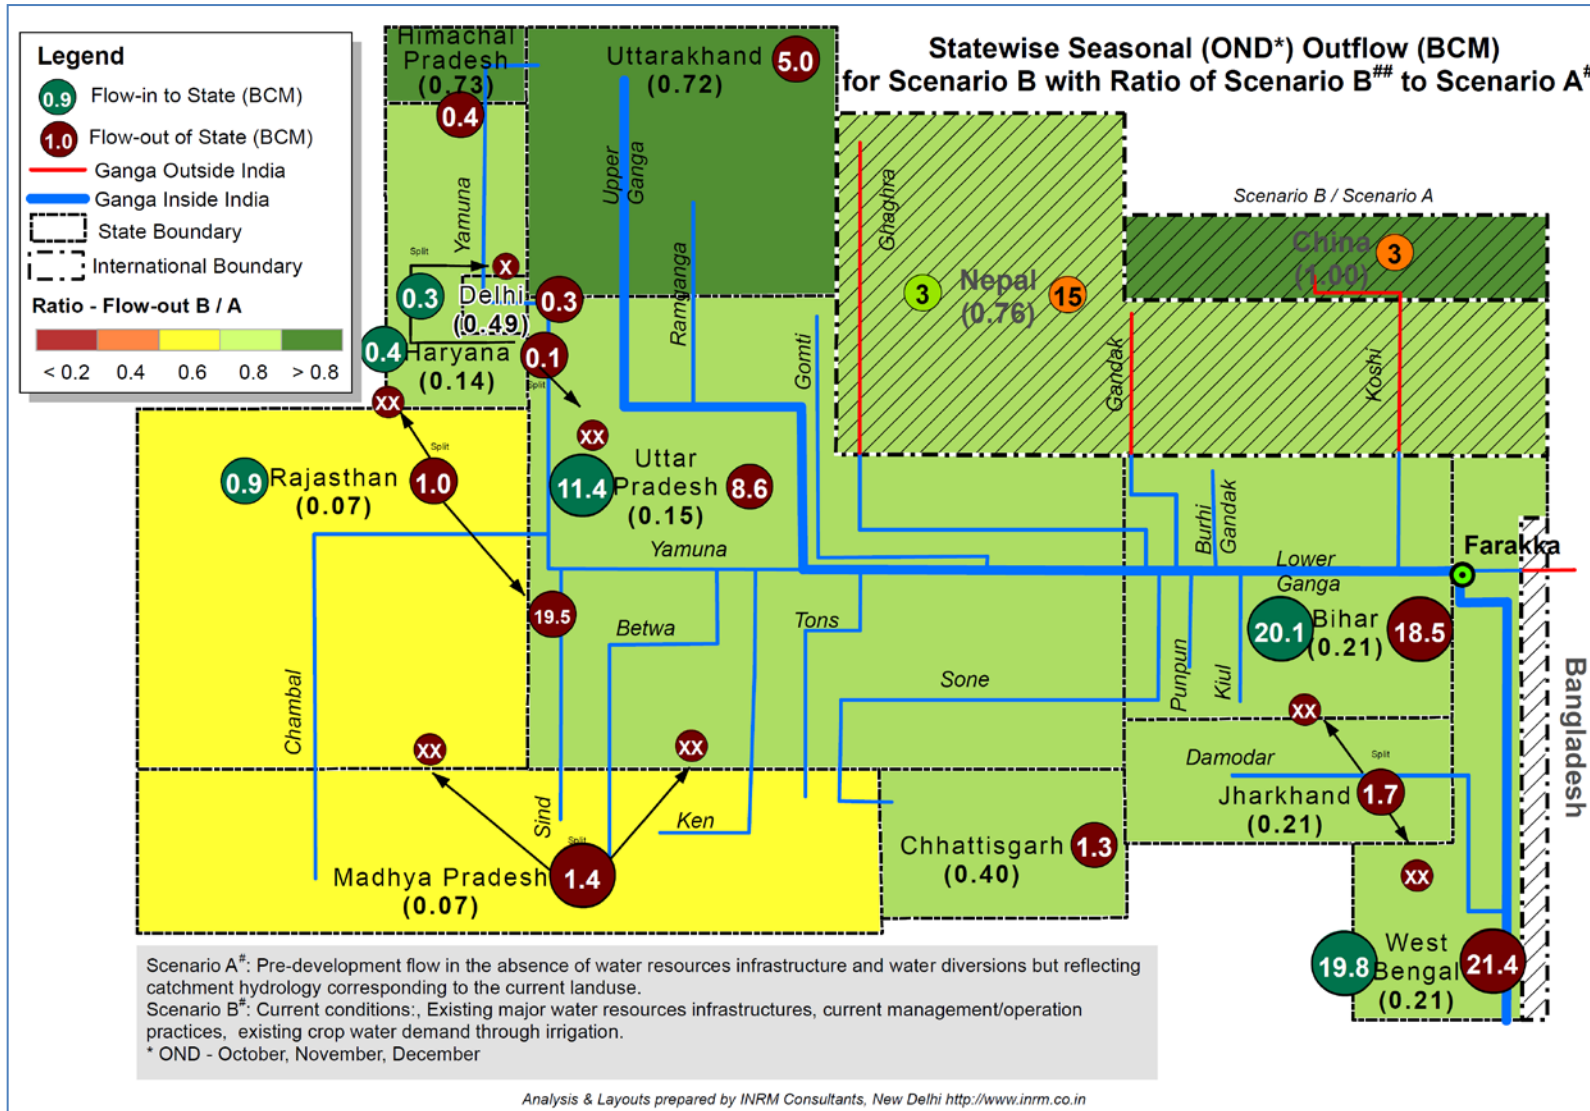 Statewise Seasonal (OND*) Outflow (BCM)
for Scenario B with Ratio of Scenario B## to Scenario A#
Legend
0.9 Flow-in to State (BCM)
1.0 Flow-out of State (BCM)
Ganga Outside India
Ganga Inside India
State Boundary
International Boundary
Ratio - Flow-out B / A
< 0.2 0.4 0.6 0.8 > 0.8
Himachal
Pradesh
(0.73)
0.4
Uttarakhand
(0.72)
5.0
Upper
Ganga
Ramganga
Yamuna
Split
X
0.3
Delhi
(0.49)
0.3
0.4
Haryana
(0.14)
0.1
Split
XX
XX
Ghaghra
3
Nepal
(0.76)
15
Scenario B / Scenario A
China
(1.00)
3
Gandak
Koshi
Gomti
Split
0.9
Rajasthan
(0.07)
1.0
11.4
Uttar
Pradesh
(0.15)
8.6
Yamuna
Burhi
Gandak
Farakka
Lower
Ganga
19.5
Betwa
Tons
Sone
Punpun
Kiul
20.1
Bihar
(0.21)
18.5
Bangladesh
Chambal
XX
XX
XX
Split
Damodar
Jharkhand
(0.21)
1.7
Sind
Ken
Split
Madhya Pradesh
(0.07)
1.4
Chhattisgarh
(0.40)
1.3
XX
19.8
West
Bengal
(0.21)
21.4
Scenario A#: Pre-development flow in the absence of water resources infrastructure and water diversions but reflecting
catchment hydrology corresponding to the current landuse.
Scenario B#: Current conditions:, Existing major water resources infrastructures, current management/operation
practices, existing crop water demand through irrigation.
* OND - October, November, December
Analysis & Layouts prepared by INRM Consultants, New Delhi http://www.inrm.co.in